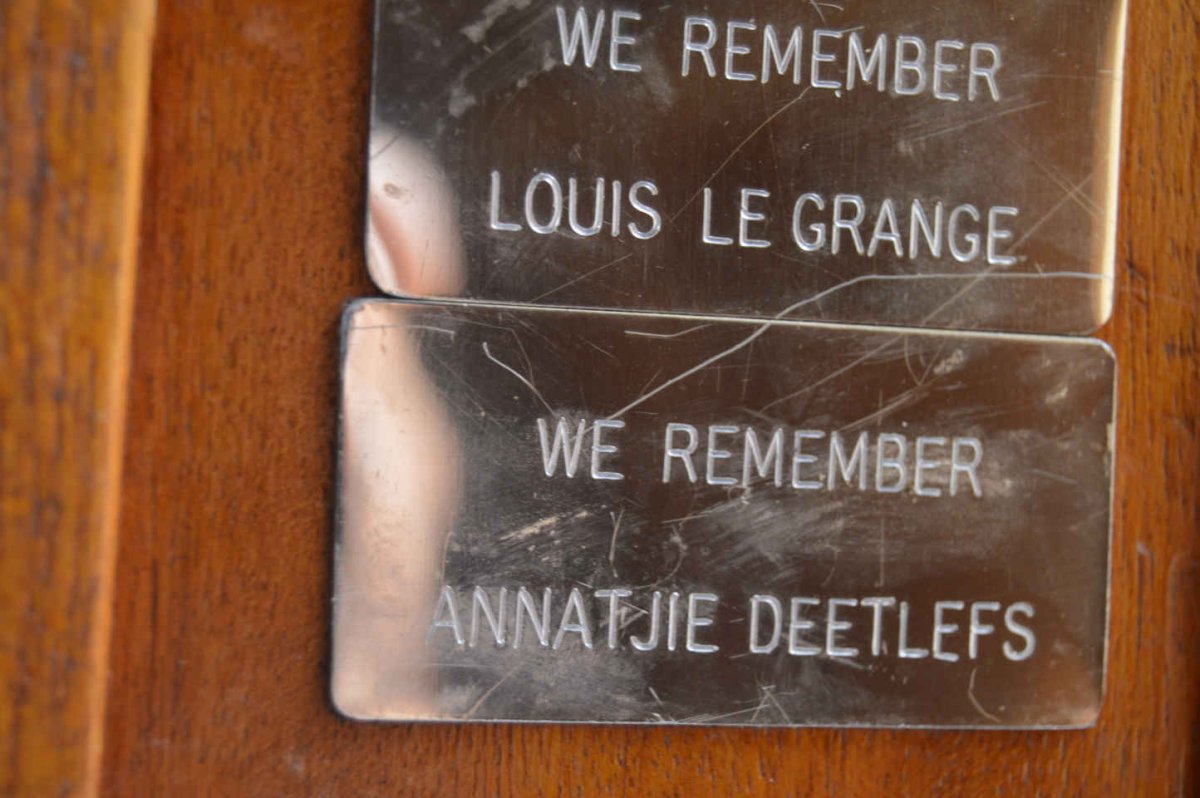 WE REMEMBER
LOUIS LE GRANGE
WE REMEMBER
ANNATJIE DEETLEFS